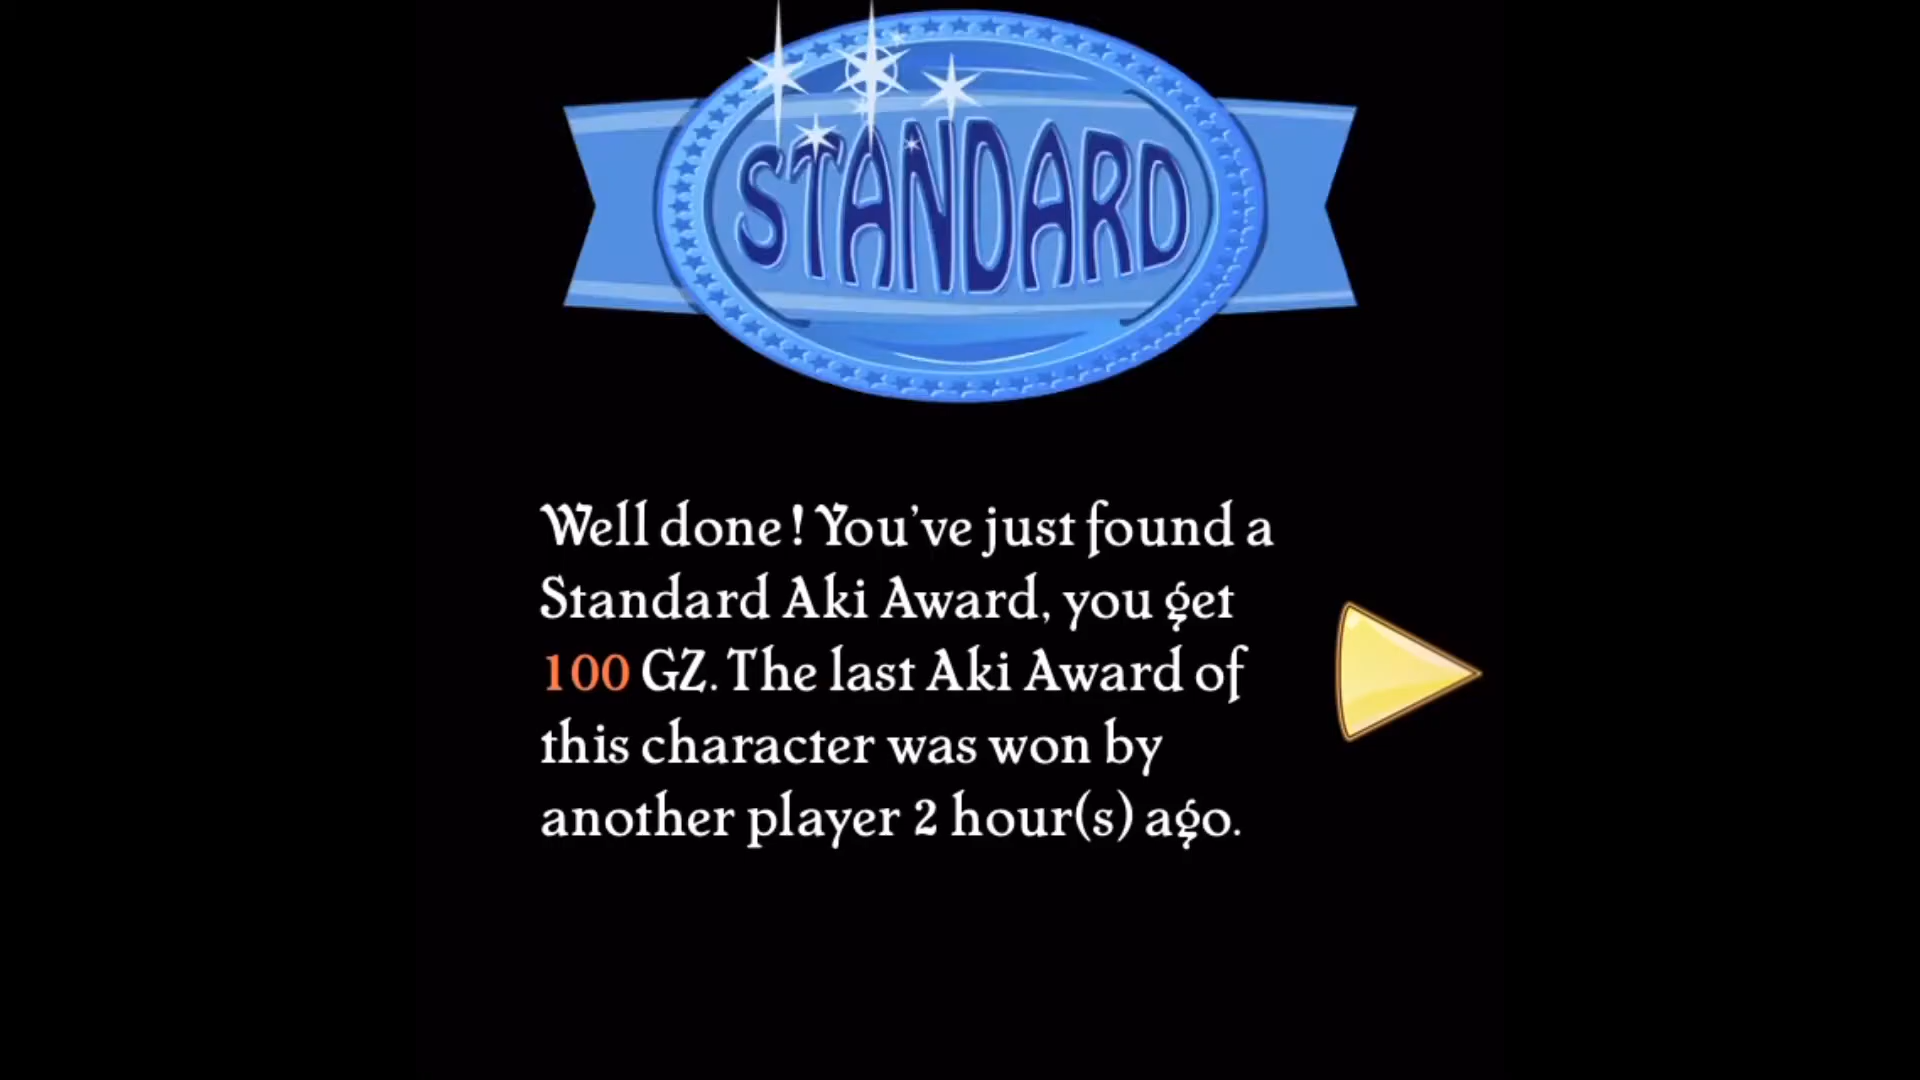 STANDARD
Well done! You've just found a
Standard Aki Award, you get
100 GZ. The last Aki Award of
this character was won by
another player 2 hour(s) ago.